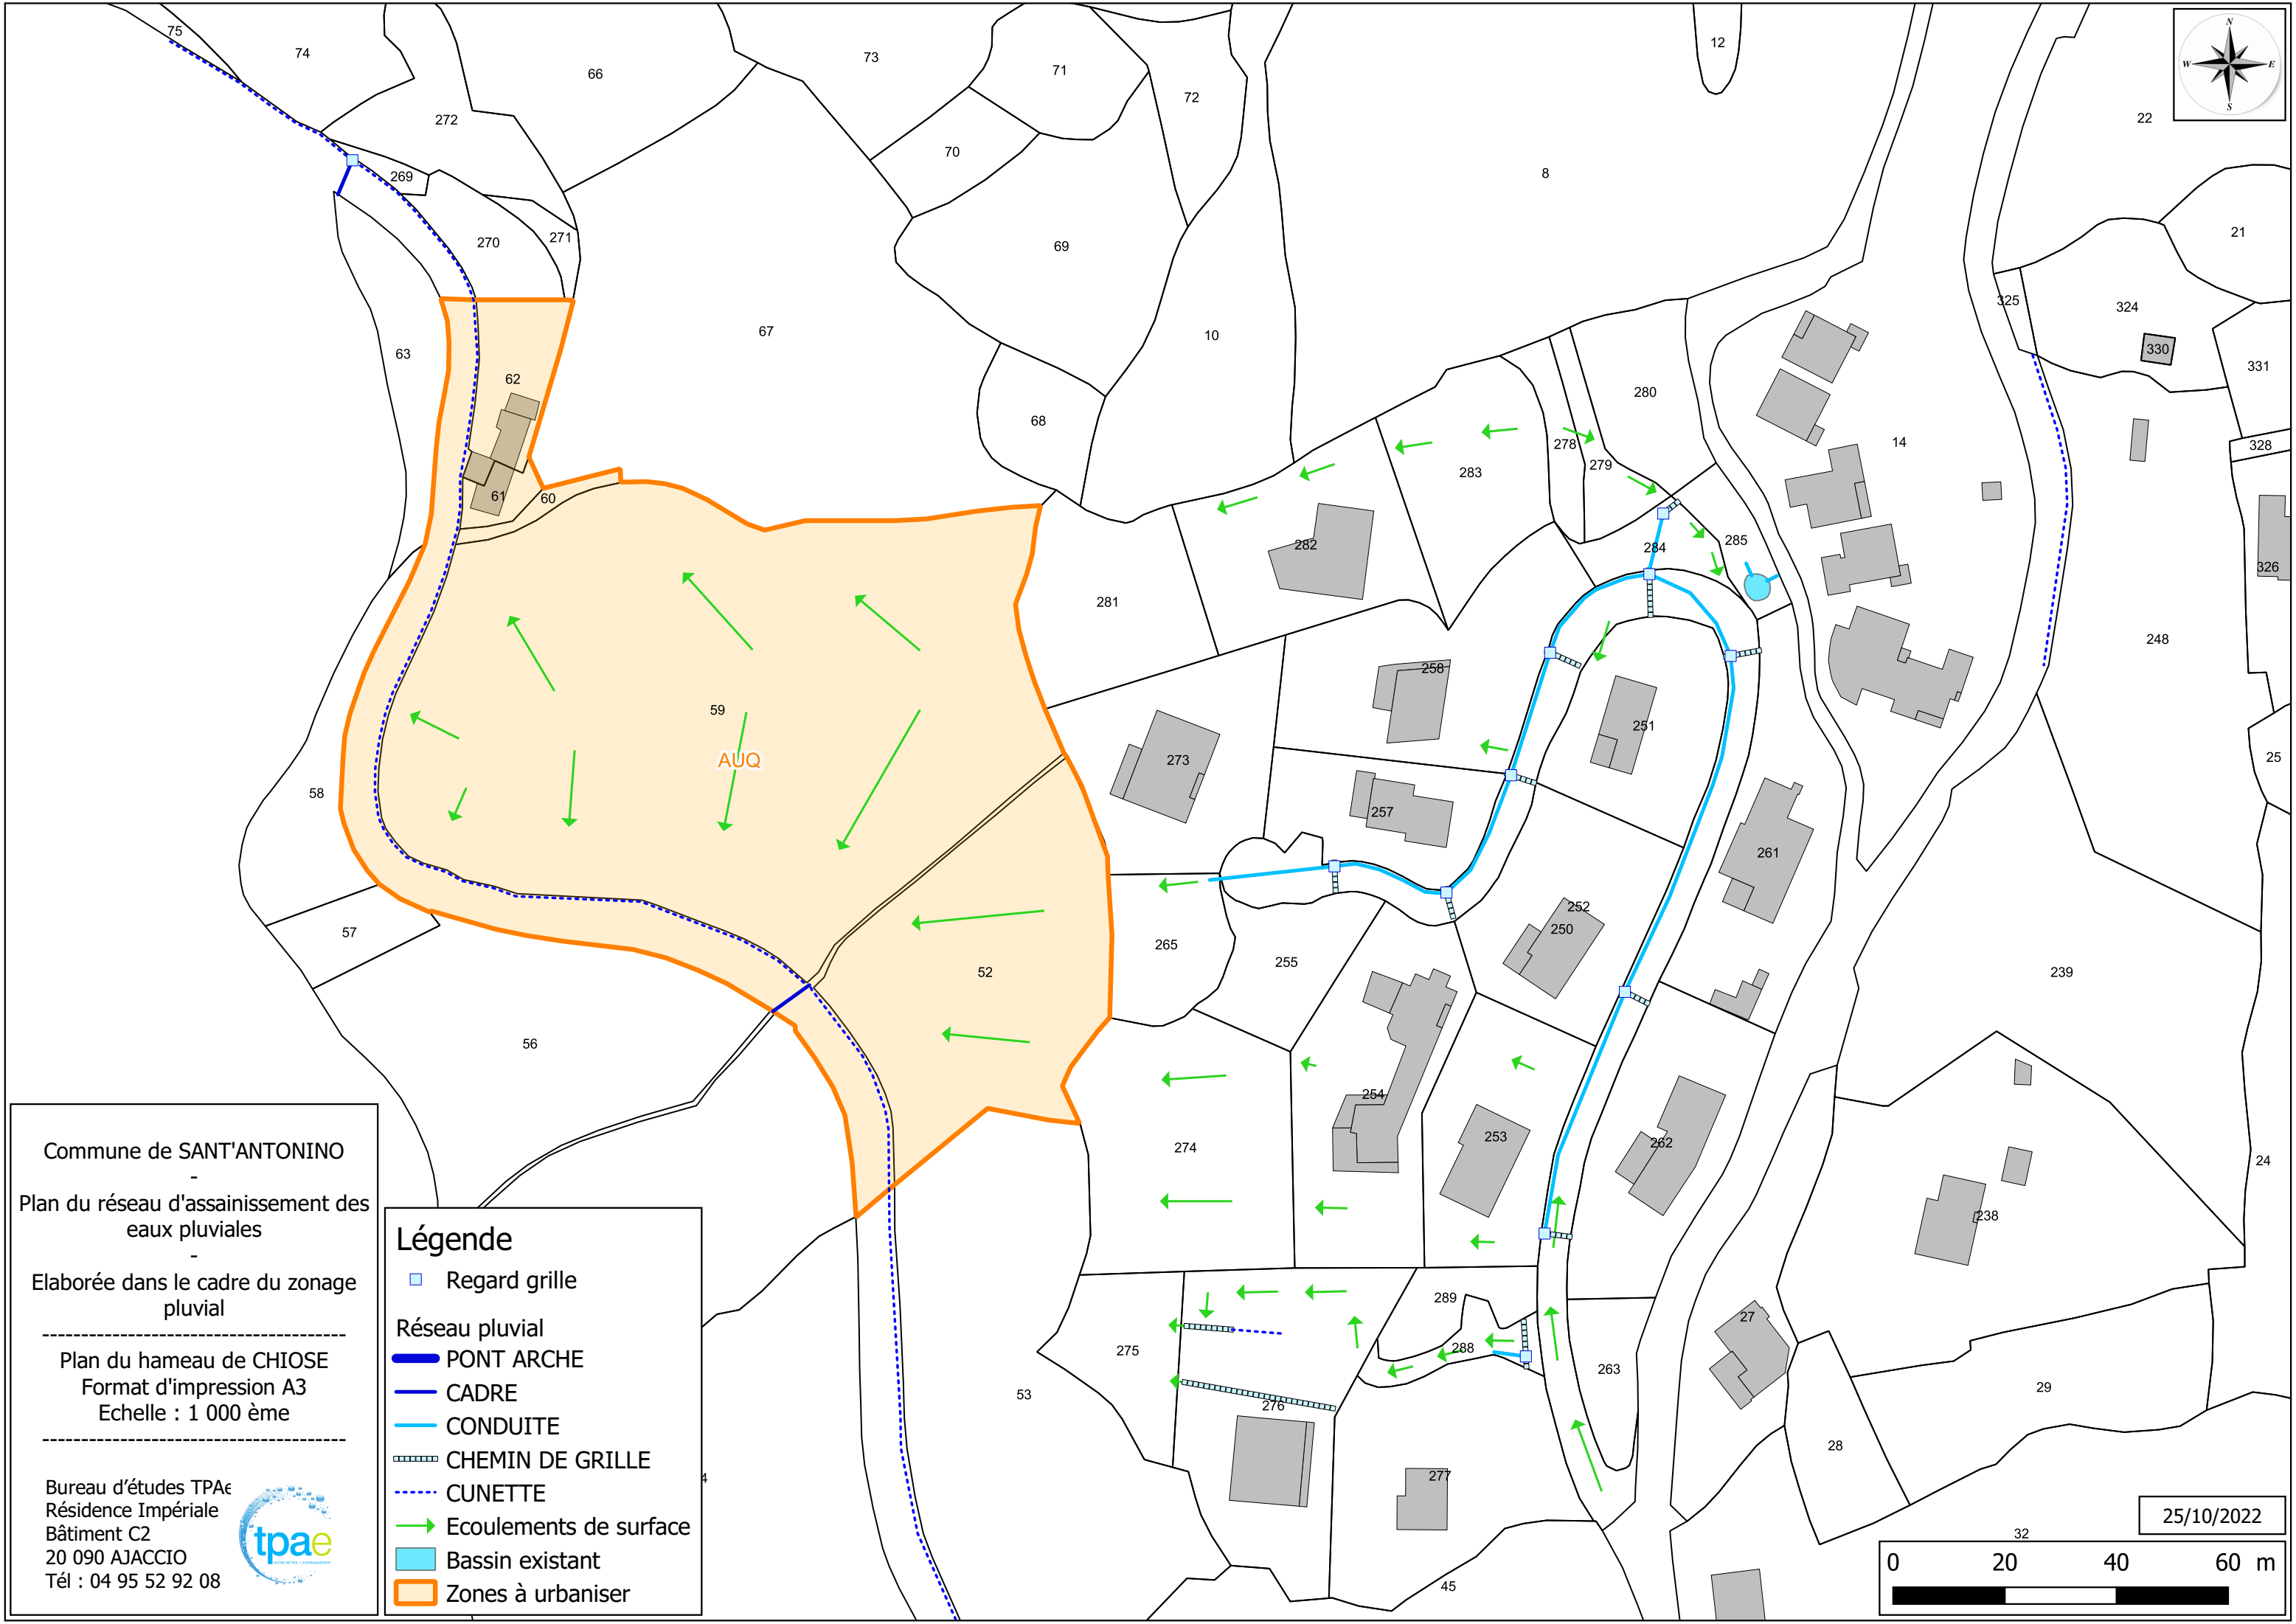 75
74
66
73
71
72
12
22
272
70
8
269
270
271
69
21
67
10
325
324
63
62
330
331
68
280
14
283
278
279
328
61
60
282
284
285
326
281
248
258
59
251
AUQ
273
25
58
257
261
252
250
57
265
255
52
239
56
254
253
262
274
24
238
289
27
275
288
263
53
276
29
28
277
4
32
45
N
W
E
S
Commune de SANT'ANTONINO
-
Plan du réseau d'assainissement des
eaux pluviales
-
Elaborée dans le cadre du zonage
pluvial
---------------------------------------
Plan du hameau de CHIOSE
Format d'impression A3
Echelle : 1 000 ème
---------------------------------------
Bureau d'études TPAe
Résidence Impériale
Bâtiment C2
20 090 AJACCIO
Tél : 04 95 52 92 08
tpae
Légende
Regard grille
Réseau pluvial
PONT ARCHE
CADRE
CONDUITE
CHEMIN DE GRILLE
CUNETTE
Ecoulements de surface
Bassin existant
Zones à urbaniser
25/10/2022
0 20 40 60 m